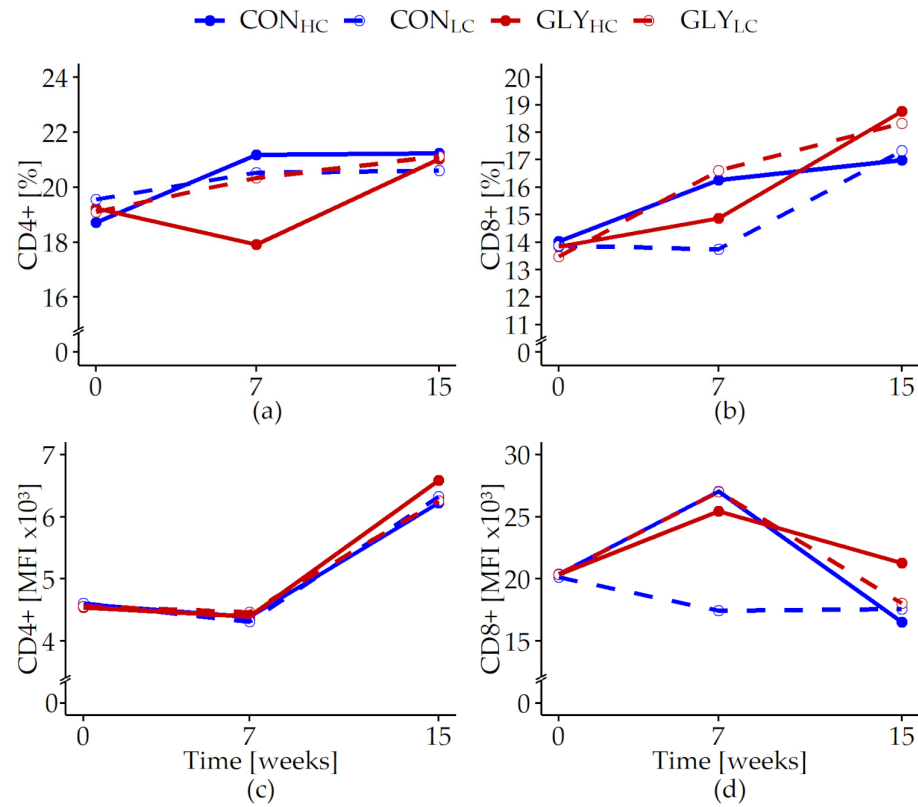 CON_HC CON_LC GLY_HC GLY_LC
CD4+ [%]
24
22
20
18
16
0
0 7 15
(a)
CD8+ [%]
20
19
18
17
16
15
14
13
12
11
0
0 7 15
(b)
CD4+ [MFI x10³]
7
6
5
4
0
0 7 15
Time [weeks]
(c)
CD8+ [MFI x10³]
30
25
20
15
0
0 7 15
Time [weeks]
(d)